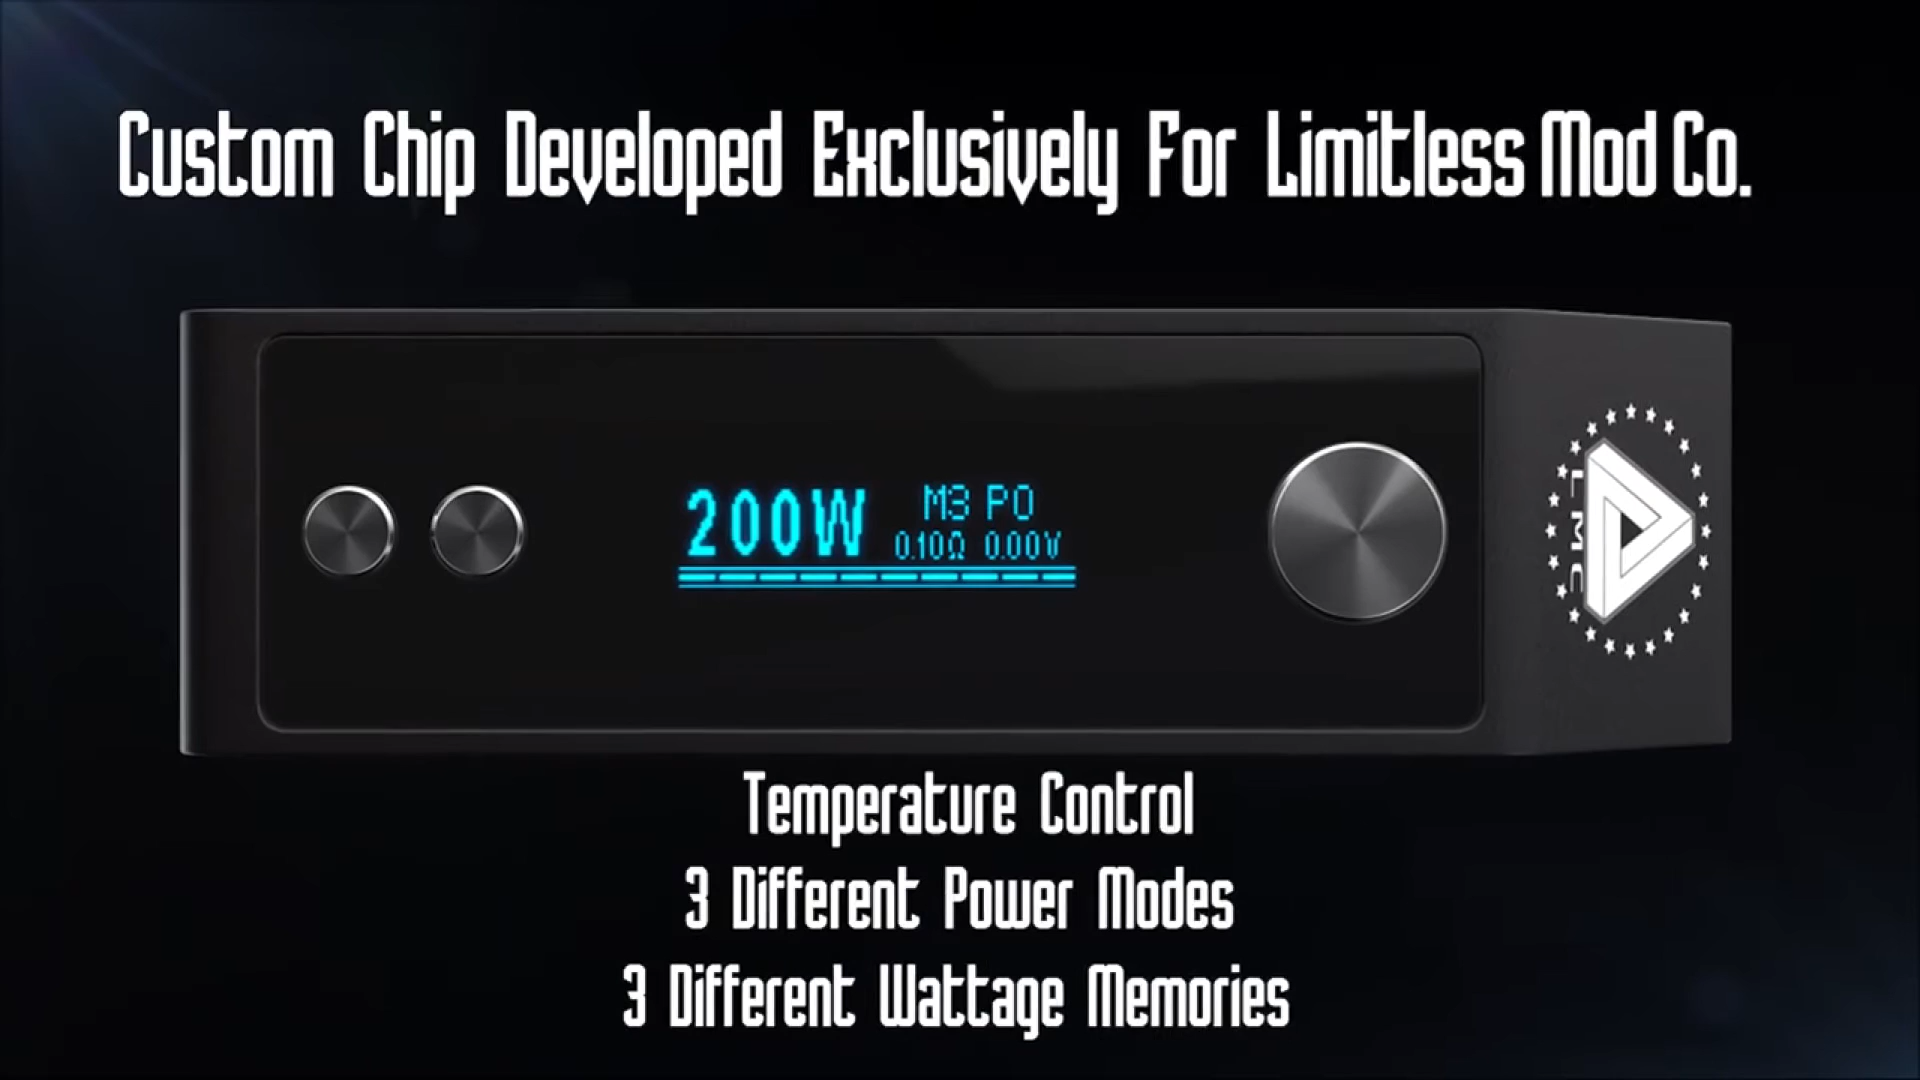 Custom Chip Developed Exclusively For Limitless Mod Co.
200W
M3 PO
0.10Ω 0.00V
LMC
Temperature Control
3 Different Power Modes
3 Different Wattage Memories